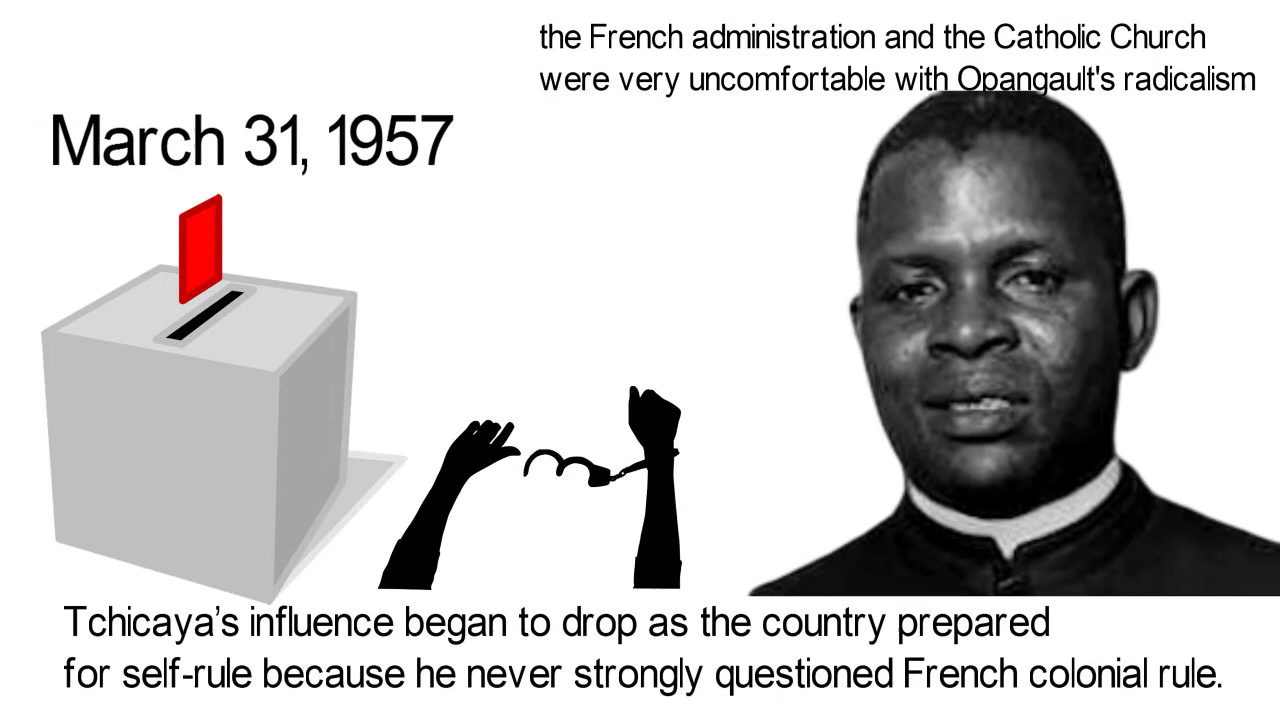 the French administration and the Catholic Church
were very uncomfortable with Opangault's radicalism
March 31, 1957
Tchicaya’s influence began to drop as the country prepared
for self-rule because he never strongly questioned French colonial rule.